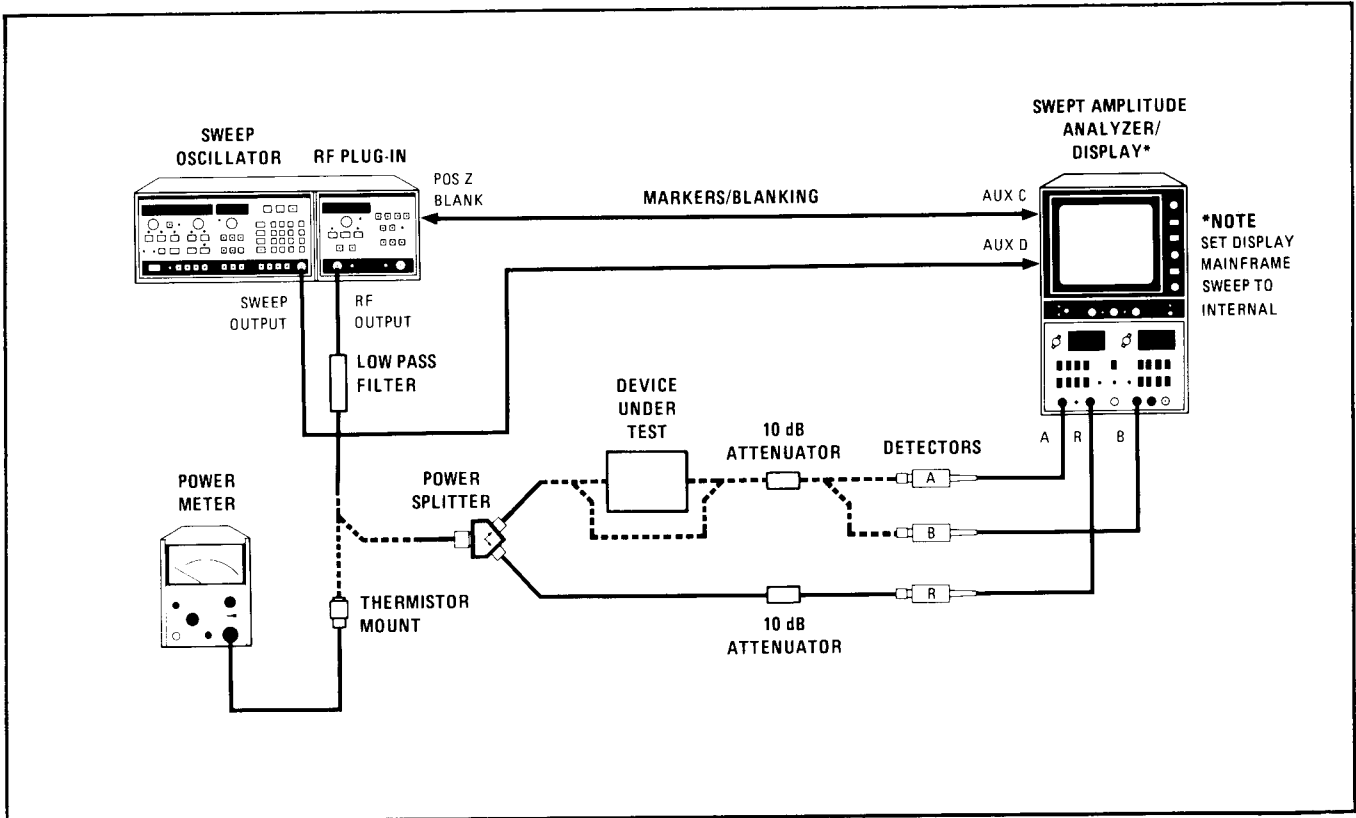 SWEEP
OSCILLATOR
RF PLUG-IN
POS Z
BLANK
MARKERS/BLANKING
AUX C
AUX D
SWEPT AMPLITUDE
ANALYZER/
DISPLAY*
*NOTE
SET DISPLAY
MAINFRAME
SWEEP TO
INTERNAL
SWEEP
OUTPUT
RF
OUTPUT
LOW PASS
FILTER
DEVICE
UNDER
TEST
10 dB
ATTENUATOR
DETECTORS
A
R
B
POWER
METER
POWER
SPLITTER
A
B
R
THERMISTOR
MOUNT
10 dB
ATTENUATOR